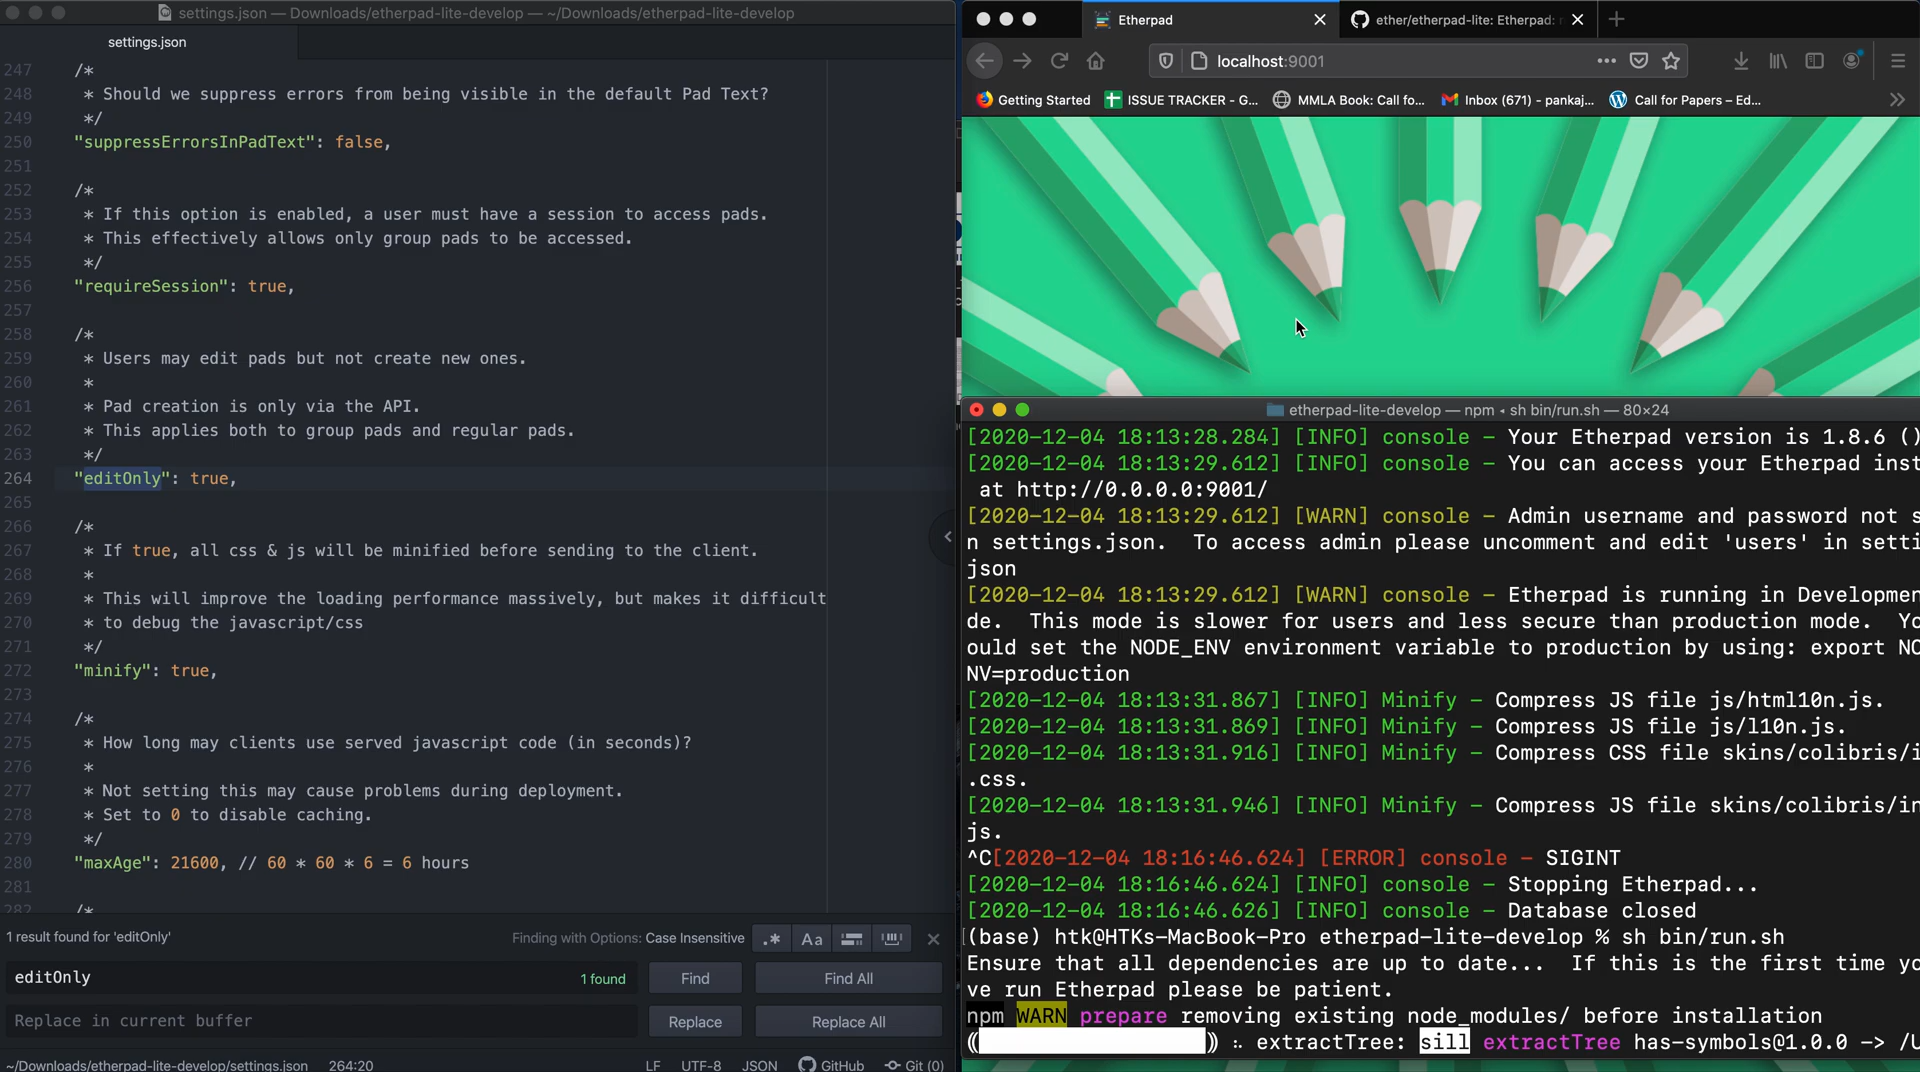 settings.json — Downloads/etherpad-lite-develop — ~/Downloads/etherpad-lite-develop
settings.json
247 /*
248 * Should we suppress errors from being visible in the default Pad Text?
249 */
250 "suppressErrorsInPadText": false,
251
252 /*
253 * If this option is enabled, a user must have a session to access pads.
254 * This effectively allows only group pads to be accessed.
255 */
256 "requireSession": true,
257
258 /*
259 * Users may edit pads but not create new ones.
260 *
261 * Pad creation is only via the API.
262 * This applies both to group pads and regular pads.
263 */
264 "editOnly": true,
265
266 /*
267 * If true, all css & js will be minified before sending to the client.
268 *
269 * This will improve the loading performance massively, but makes it difficult
270 * to debug the javascript/css
271 */
272 "minify": true,
273
274 /*
275 * How long may clients use served javascript code (in seconds)?
276 *
277 * Not setting this may cause problems during deployment.
278 * Set to 0 to disable caching.
279 */
280 "maxAge": 21600, // 60 * 60 * 6 = 6 hours
281
282 /*
1 result found for 'editOnly'
Finding with Options: Case Insensitive
.* Aa
editOnly 1 found Find Find All
Replace in current buffer Replace Replace All
~/Downloads/etherpad-lite-develop/settings.json 264:20 LF UTF-8 JSON GitHub Git (0)
Etherpad
ether/etherpad-lite: Etherpad:
localhost:9001
Getting Started ISSUE TRACKER - G... MMLA Book: Call fo... Inbox (671) - pankaj... Call for Papers – Ed...
etherpad-lite-develop — npm ◂ sh bin/run.sh — 80×24
[2020-12-04 18:13:28.284] [INFO] console - Your Etherpad version is 1.8.6 ()
[2020-12-04 18:13:29.612] [INFO] console - You can access your Etherpad inst
at http://0.0.0.0:9001/
[2020-12-04 18:13:29.612] [WARN] console - Admin username and password not s
n settings.json.  To access admin please uncomment and edit 'users' in setti
json
[2020-12-04 18:13:29.612] [WARN] console - Etherpad is running in Developmen
de.  This mode is slower for users and less secure than production mode.  Yo
ould set the NODE_ENV environment variable to production by using: export NO
NV=production
[2020-12-04 18:13:31.867] [INFO] Minify - Compress JS file js/html10n.js.
[2020-12-04 18:13:31.869] [INFO] Minify - Compress JS file js/l10n.js.
[2020-12-04 18:13:31.916] [INFO] Minify - Compress CSS file skins/colibris/i
.css.
[2020-12-04 18:13:31.946] [INFO] Minify - Compress JS file skins/colibris/in
js.
^C[2020-12-04 18:16:46.624] [ERROR] console - SIGINT
[2020-12-04 18:16:46.624] [INFO] console - Stopping Etherpad...
[2020-12-04 18:16:46.626] [INFO] console - Database closed
[(base) htk@HTKs-MacBook-Pro etherpad-lite-develop % sh bin/run.sh
Ensure that all dependencies are up to date...  If this is the first time yo
ve run Etherpad please be patient.
npm WARN prepare removing existing node_modules/ before installation
extractTree: sill extractTree has-symbols@1.0.0 -> /U